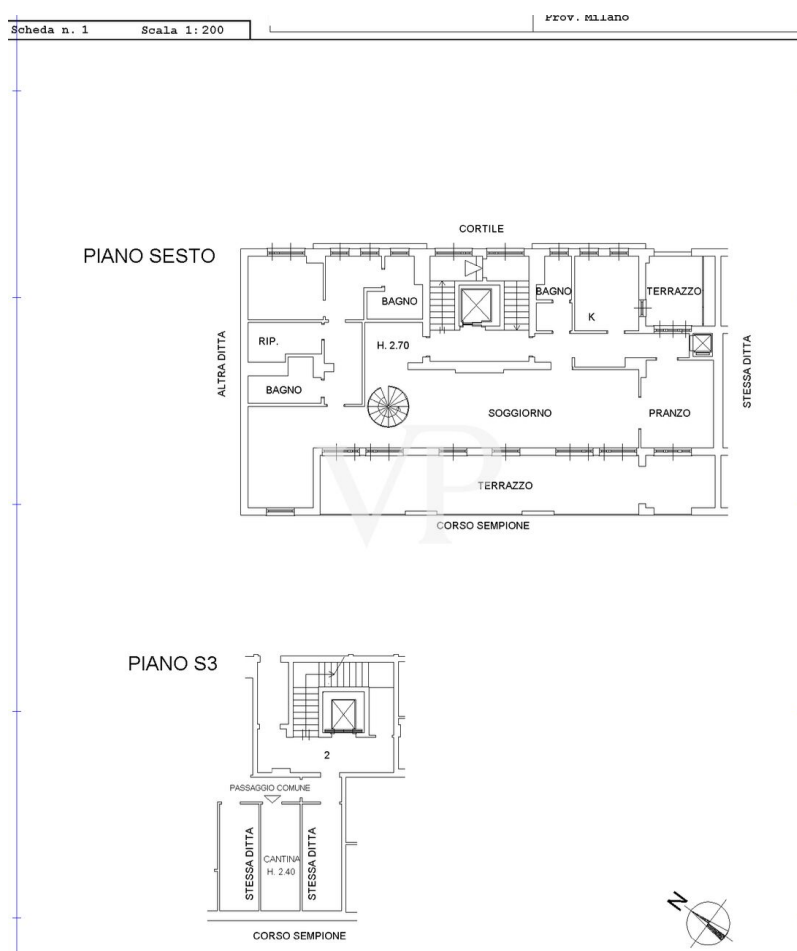 Prov. Milano
Scheda n. 1 Scala 1:200
CORTILE
PIANO SESTO
BAGNO
BAGNO
TERRAZZO
K
RIP.
H. 2.70
ALTRA DITTA
STESSA DITTA
BAGNO
SOGGIORNO
PRANZO
VP
TERRAZZO
CORSO SEMPIONE
PIANO S3
2
PASSAGGIO COMUNE
STESSA DITTA
CANTINA
H. 2.40
STESSA DITTA
CORSO SEMPIONE
N